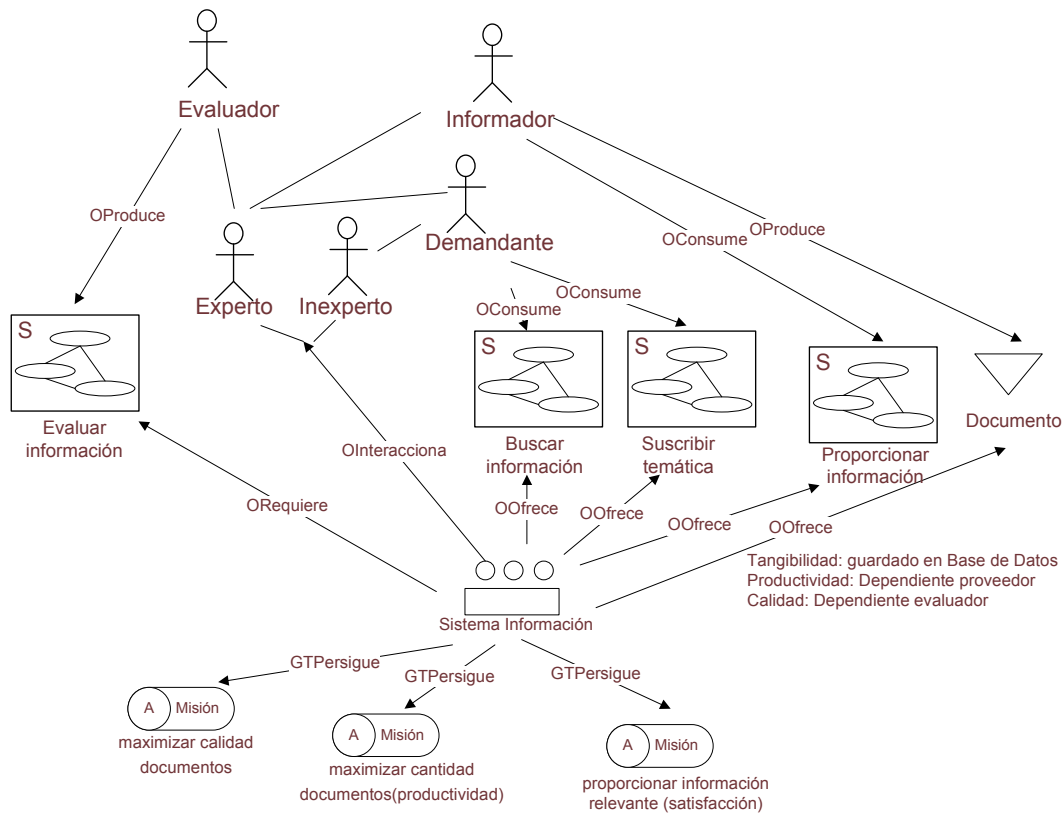 Evaluador
Informador
OProduce
Demandante
OConsume
OProduce
Experto
Inexperto
OConsume
OConsume
S
S
S
S
Evaluar
información
OInteracciona
Buscar
información
Suscribir
temática
Proporcionar
información
Documento
ORequiere
OOfrece
OOfrece
OOfrece
OOfrece
Tangibilidad: guardado en Base de Datos
Productividad: Dependiente proveedor
Calidad: Dependiente evaluador
Sistema Información
GTPersigue
GTPersigue
GTPersigue
A Misión
maximizar calidad
documentos
A Misión
maximizar cantidad
documentos(productividad)
A Misión
proporcionar información
relevante (satisfacción)